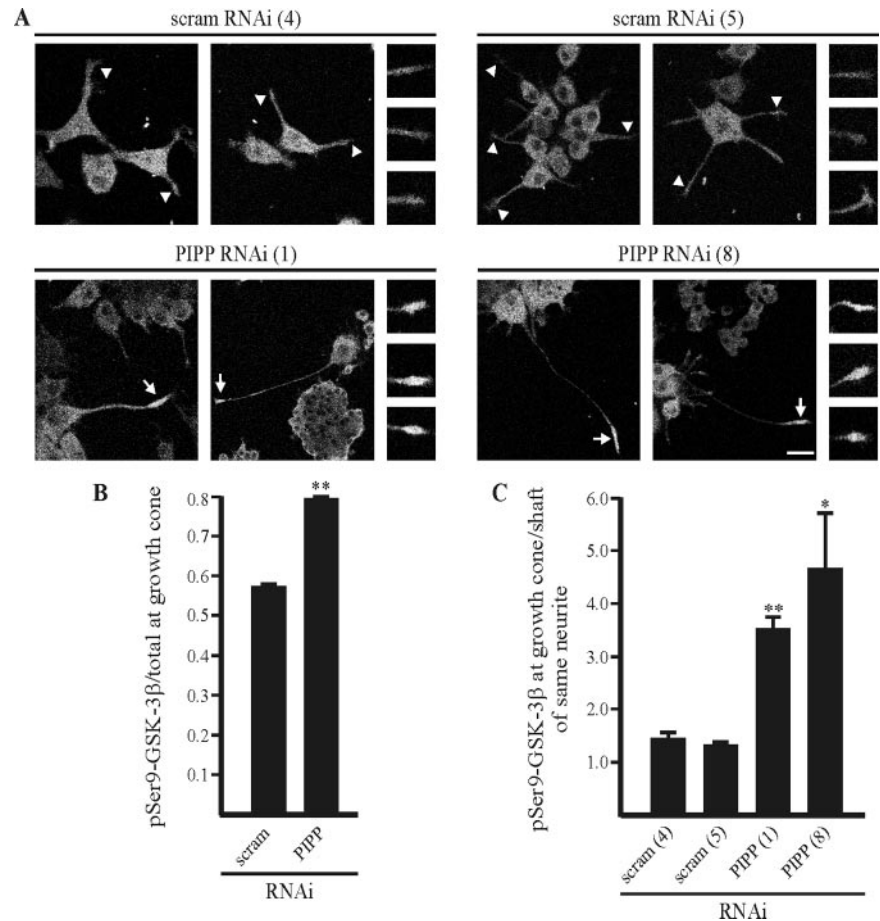 A
scram RNAi (4)
scram RNAi (5)
PIPP RNAi (1)
PIPP RNAi (8)
B
pSer9-GSK-3β/total at growth cone
0.8
0.7
0.6
0.5
0.4
0.3
0.2
0.1
**
scram
PIPP
RNAi
C
pSer9-GSK-3β at growth cone/shaft
of same neurite
6.0
5.0
4.0
3.0
2.0
1.0
**
*
scram (4)
scram (5)
PIPP (1)
PIPP (8)
RNAi